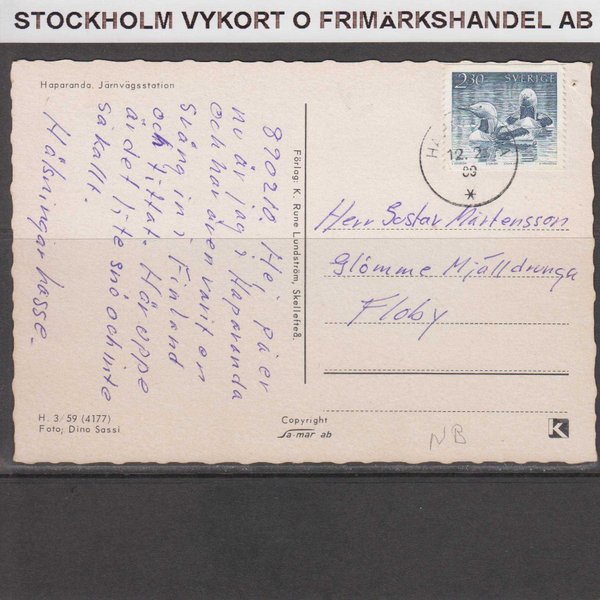 STOCKHOLM VYKORT O FRIMÄRKSHANDEL AB
Haparanda. Järnvägsstation
890210 Hej på er
nu är jag i Haparanda
och har även varit en
sväng in i Finland
och tittat. Här uppe
är det lite snö och inte
så kallt.
Hälsningar hasse.
H. 3/59 (4177)
Foto; Dino Sassi
Förlag: K. Rune Lundström, Skellefteå.
Copyright
Sa-mar ab
2.30 SVERIGE
12. 2.
89
Herr Gostav Mårtensson
Glömme Mjälldrunga
Floby
NB
K